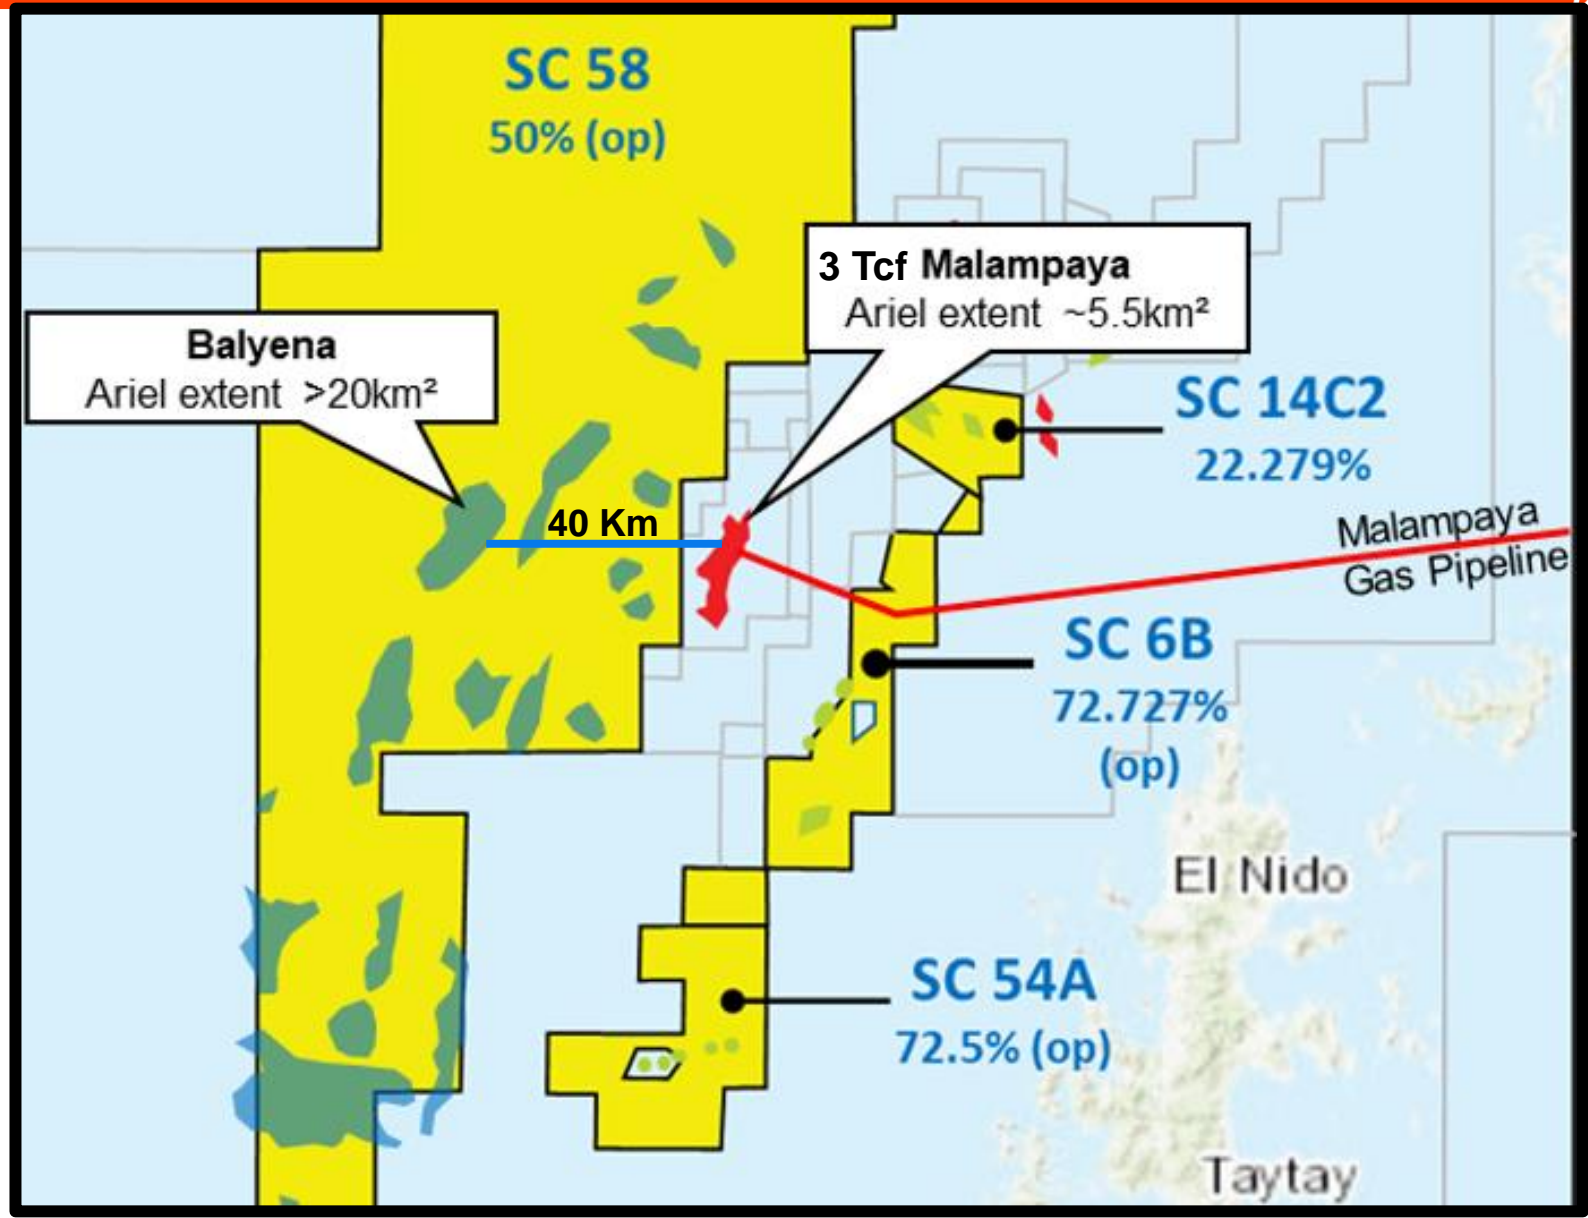 SC 58
50% (op)
3 Tcf Malampaya
Ariel extent ~5.5km²
Balyena
Ariel extent >20km²
SC 14C2
22.279%
40 Km
Malampaya
Gas Pipeline
SC 6B
72.727%
(op)
El Nido
SC 54A
72.5% (op)
Taytay